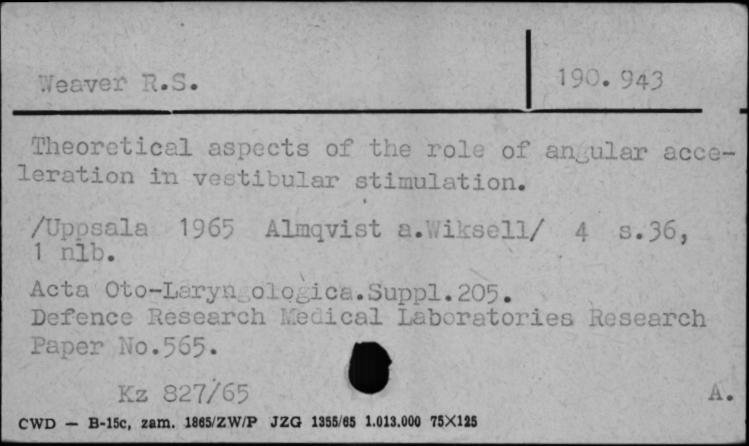 Weaver R.S.
190.943
Theoretical aspects of the role of angular acce-
leration in vestibular stimulation.
/Uppsala 1965 Almqvist a.Wiksell/ 4 s.36,
1 nlb.
Acta Oto-Laryngologica.Suppl.205.
Defence Research Medical Laboratories Research
Paper No.565.
Kz 827/65
A.
CWD — B-15c, zam. 1865/ZW/P JZG 1355/65 1.013.000 75X125